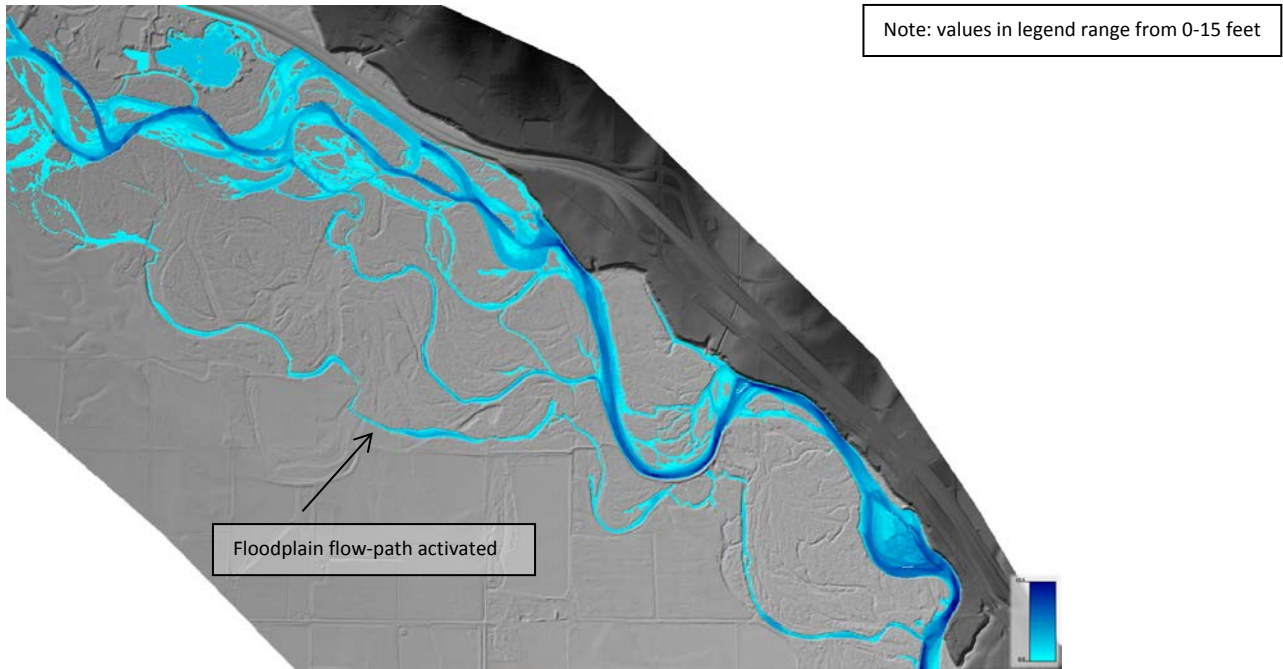 Note: values in legend range from 0-15 feet
Floodplain flow-path activated